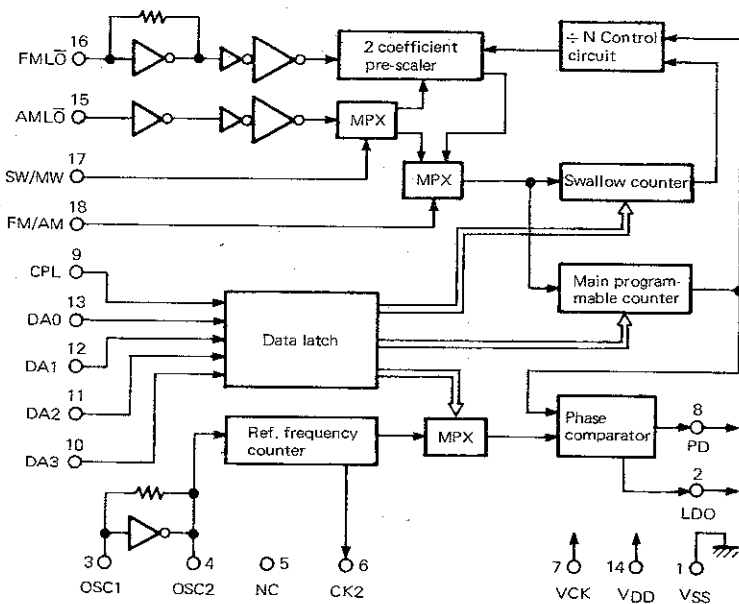 16
FMLO̅
2 coefficient
pre-scaler
÷ N Control
circuit
15
AMLO̅
MPX
17
SW/MW
MPX
Swallow counter
18
FM/AM
9
CPL
Main program-
mable counter
13
DA0
Data latch
12
DA1
11
DA2
Ref. frequency
counter
MPX
Phase
comparator
8
PD
10
DA3
2
LDO
3
OSC1
4
OSC2
5
NC
6
CK2
7
VCK
14
VDD
1
VSS